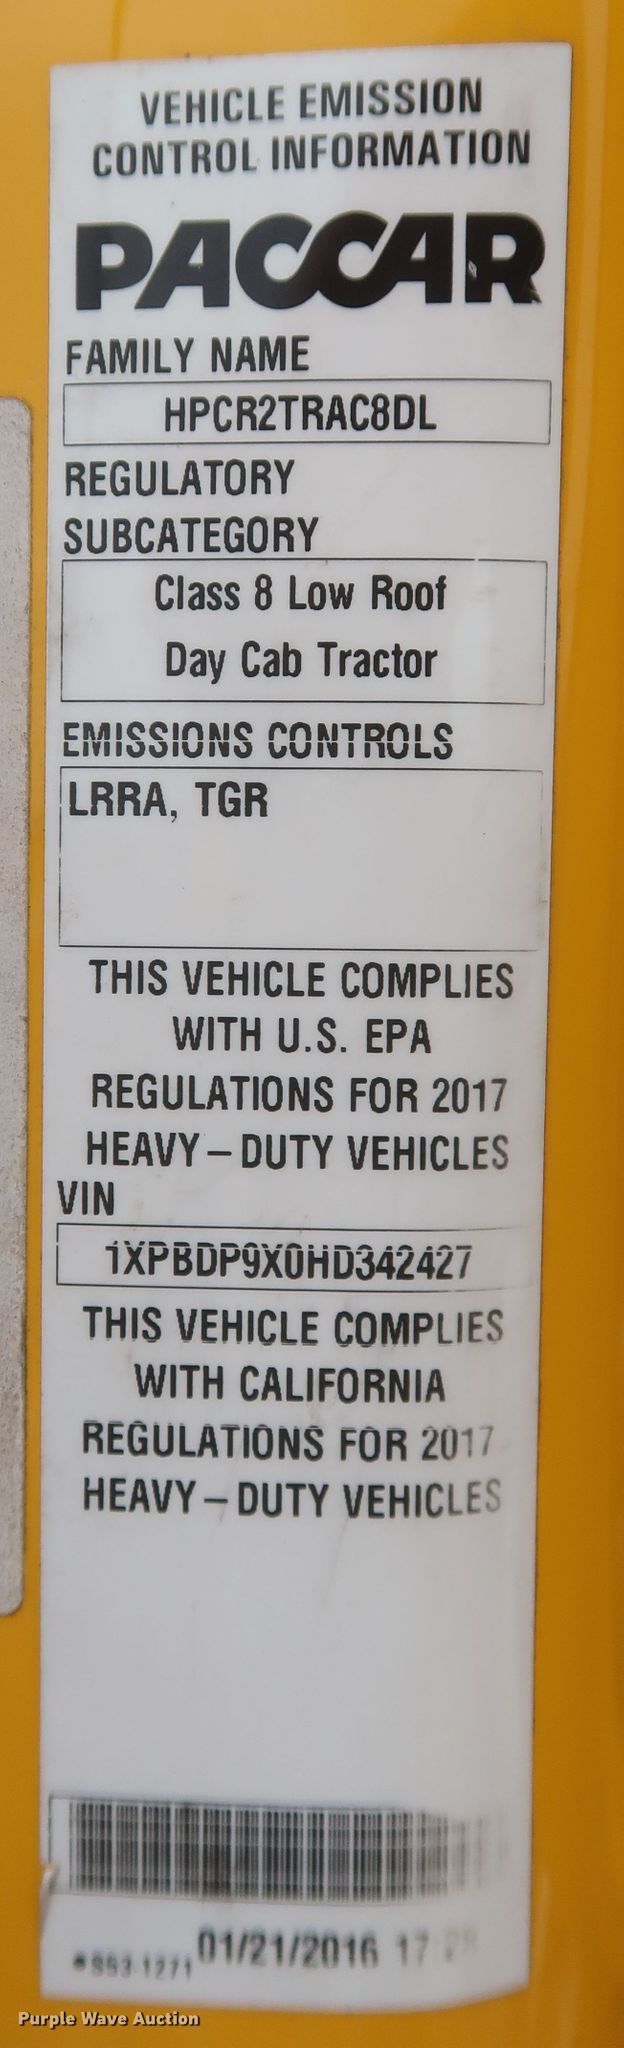 VEHICLE EMISSION
CONTROL INFORMATION
PACCAR
FAMILY NAME
HPCR2TRAC8DL
REGULATORY
SUBCATEGORY
Class 8 Low Roof
Day Cab Tractor
EMISSIONS CONTROLS
LRRA, TGR
THIS VEHICLE COMPLIES
WITH U.S. EPA
REGULATIONS FOR 2017
HEAVY-DUTY VEHICLES
VIN
1XPBDP9X0HD342427
THIS VEHICLE COMPLIES
WITH CALIFORNIA
REGULATIONS FOR 2017
HEAVY-DUTY VEHICLES
01/21/2016
Purple Wave Auction